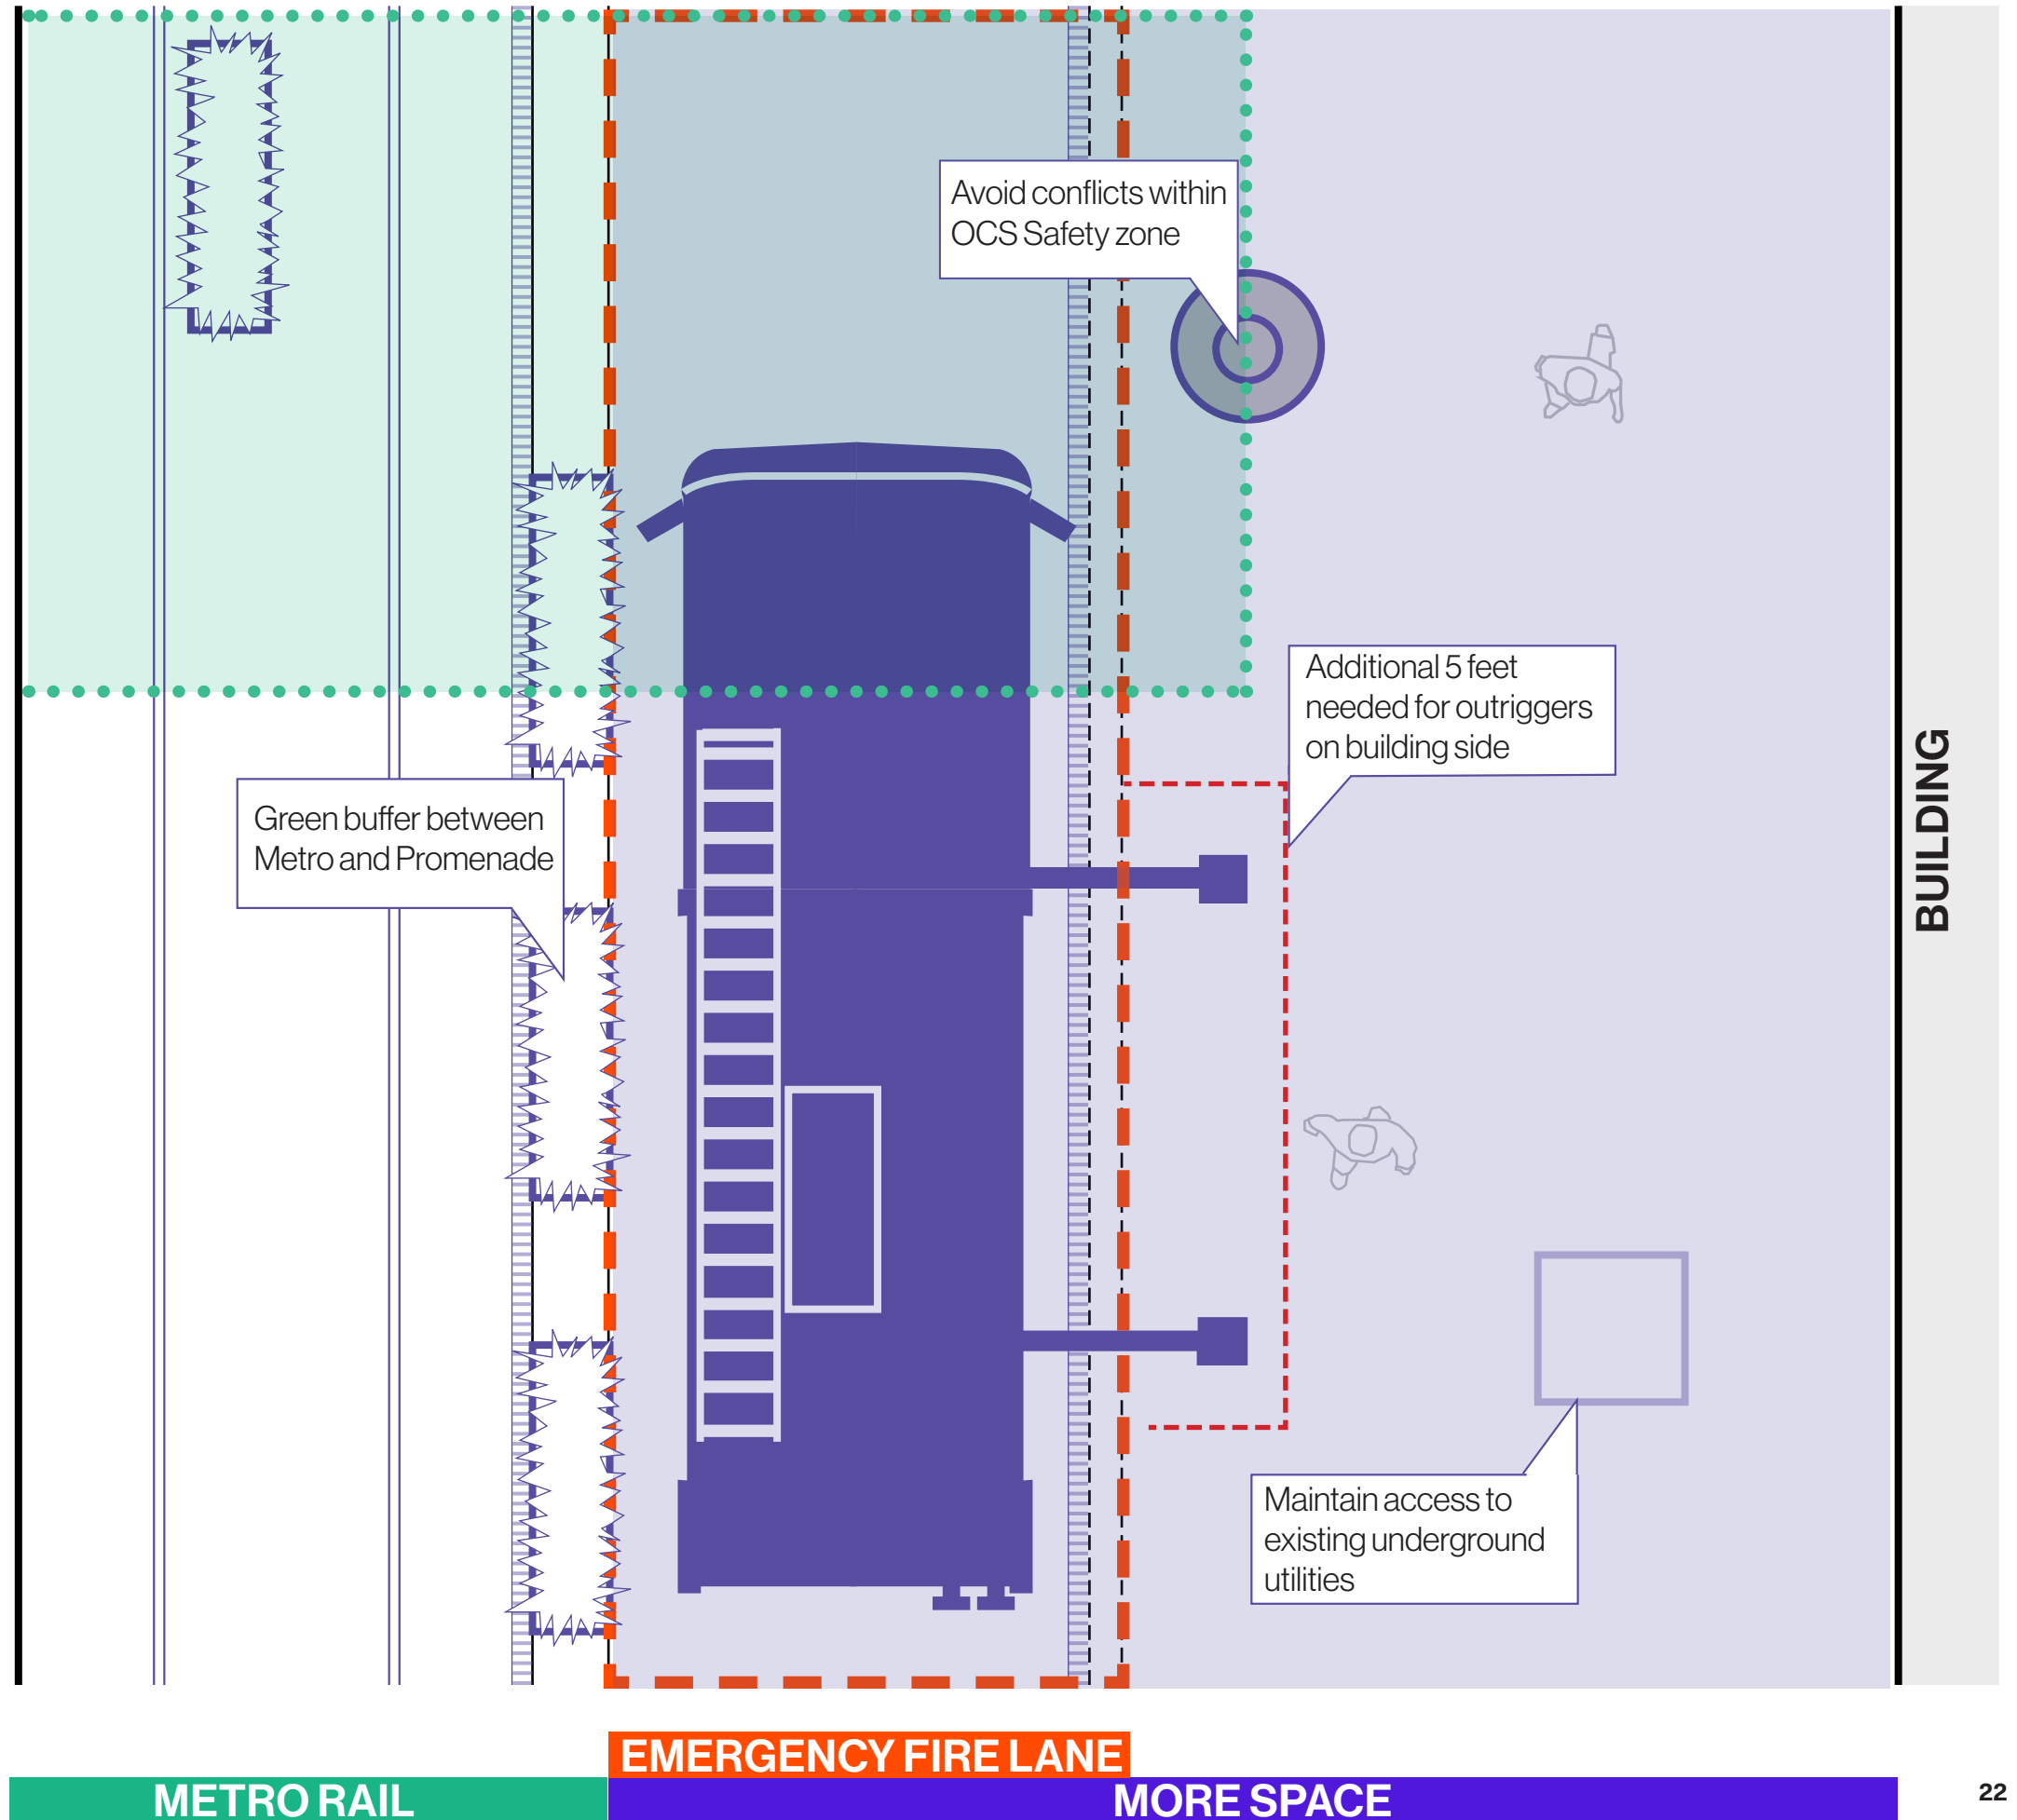 Avoid conflicts within
OCS Safety zone
Additional 5 feet
needed for outriggers
on building side
Green buffer between
Metro and Promenade
BUILDING
Maintain access to
existing underground
utilities
EMERGENCY FIRE LANE
METRO RAIL
MORE SPACE
22